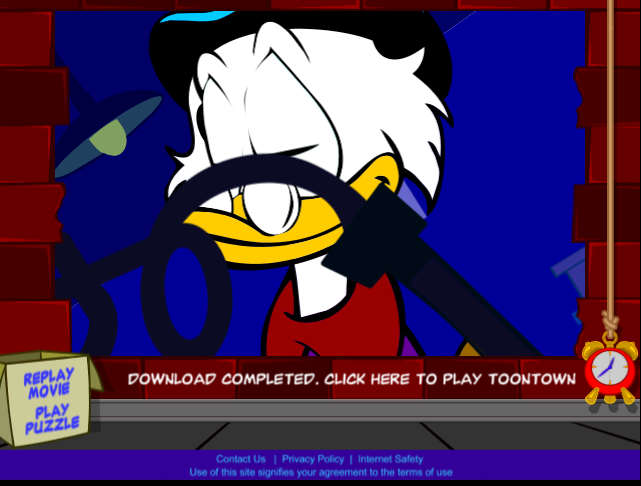 DOWNLOAD COMPLETED. CLICK HERE TO PLAY TOONTOWN
REPLAY
MOVIE
PLAY
PUZZLE
Contact Us | Privacy Policy | Internet Safety
Use of this site signifies your agreement to the terms of use